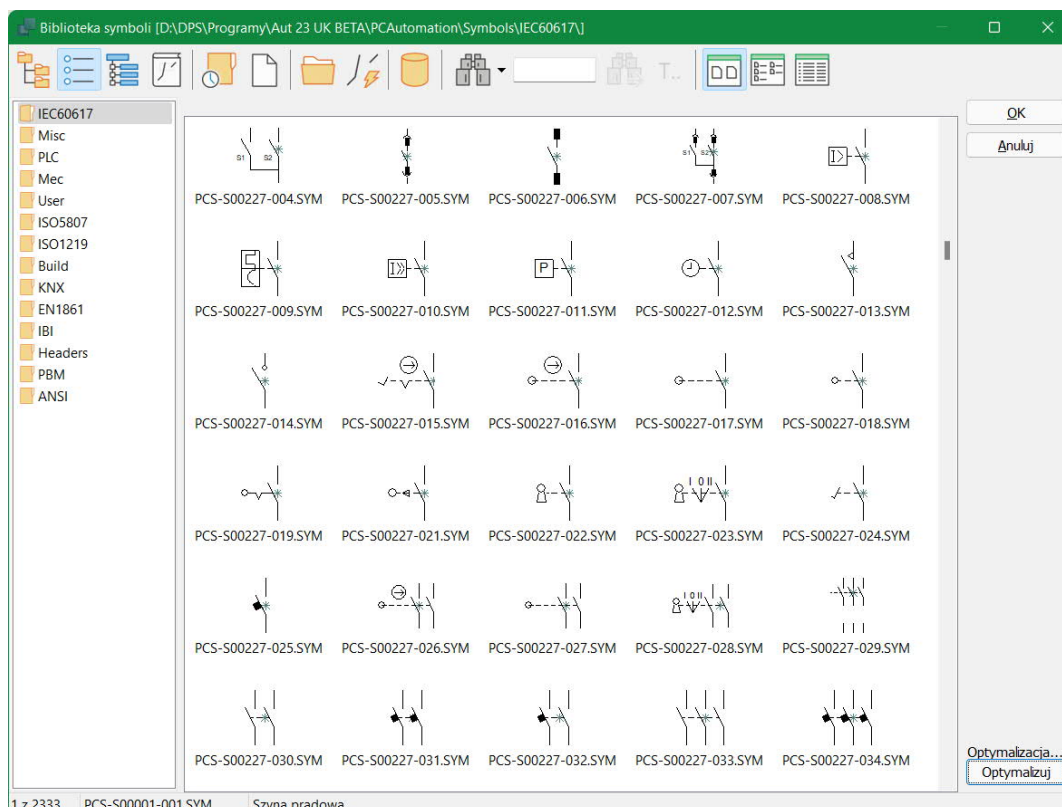 Biblioteka symboli [D:\DPS\Programy\Aut 23 UK BETA\PCAutomation\Symbols\IEC60617\]
T..
IEC60617
Misc
PLC
Mec
User
ISO5807
ISO1219
Build
KNX
EN1861
IBI
Headers
PBM
ANSI
S1 S2 S1 S2
PCS-S00227-004.SYM PCS-S00227-005.SYM PCS-S00227-006.SYM PCS-S00227-007.SYM PCS-S00227-008.SYM
P
PCS-S00227-009.SYM PCS-S00227-010.SYM PCS-S00227-011.SYM PCS-S00227-012.SYM PCS-S00227-013.SYM
PCS-S00227-014.SYM PCS-S00227-015.SYM PCS-S00227-016.SYM PCS-S00227-017.SYM PCS-S00227-018.SYM
I 0 II
PCS-S00227-019.SYM PCS-S00227-021.SYM PCS-S00227-022.SYM PCS-S00227-023.SYM PCS-S00227-024.SYM
I 0 II
PCS-S00227-025.SYM PCS-S00227-026.SYM PCS-S00227-027.SYM PCS-S00227-028.SYM PCS-S00227-029.SYM
PCS-S00227-030.SYM PCS-S00227-031.SYM PCS-S00227-032.SYM PCS-S00227-033.SYM PCS-S00227-034.SYM
OK
Anuluj
Optymalizacja...
Optymalizuj
1 z 2333 PCS-S00001-001.SYM Szyna prądowa